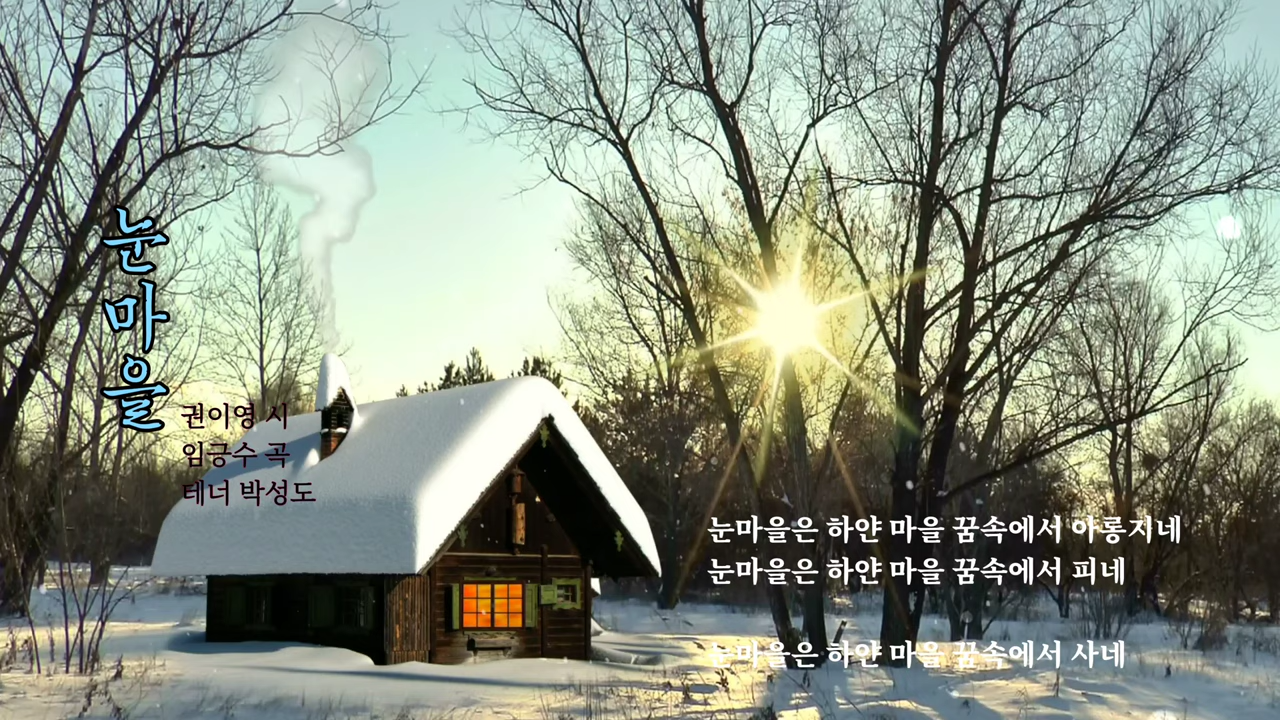 눈마을
권이영 시
임긍수 곡
테너 박성도
눈마을은 하얀 마을 꿈속에서 아롱지네
눈마을은 하얀 마을 꿈속에서 피네
눈마을은 하얀 마을 꿈속에서 사네